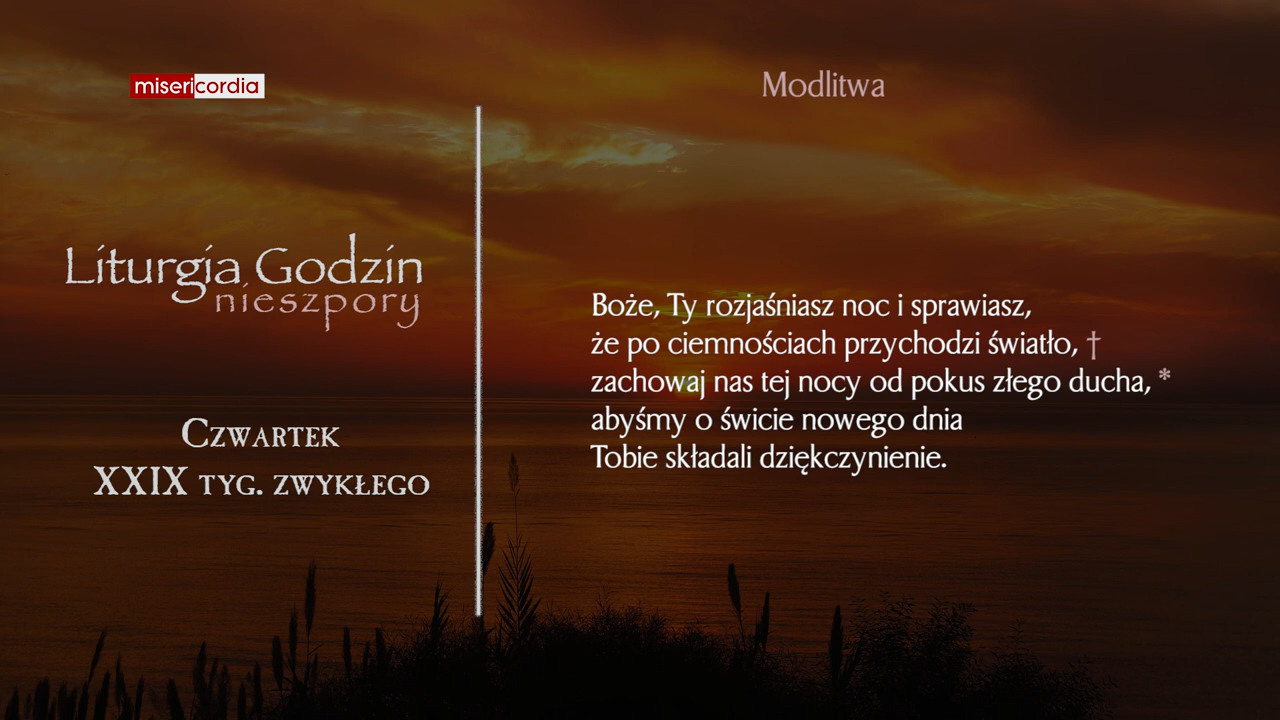 misericordia
Modlitwa
Liturgia Godzin
nieszpory
Czwartek
XXIX tyg. zwykłego
Boże, Ty rozjaśniasz noc i sprawiasz,
że po ciemnościach przychodzi światło, †
zachowaj nas tej nocy od pokus złego ducha, *
abyśmy o świcie nowego dnia
Tobie składali dziękczynienie.